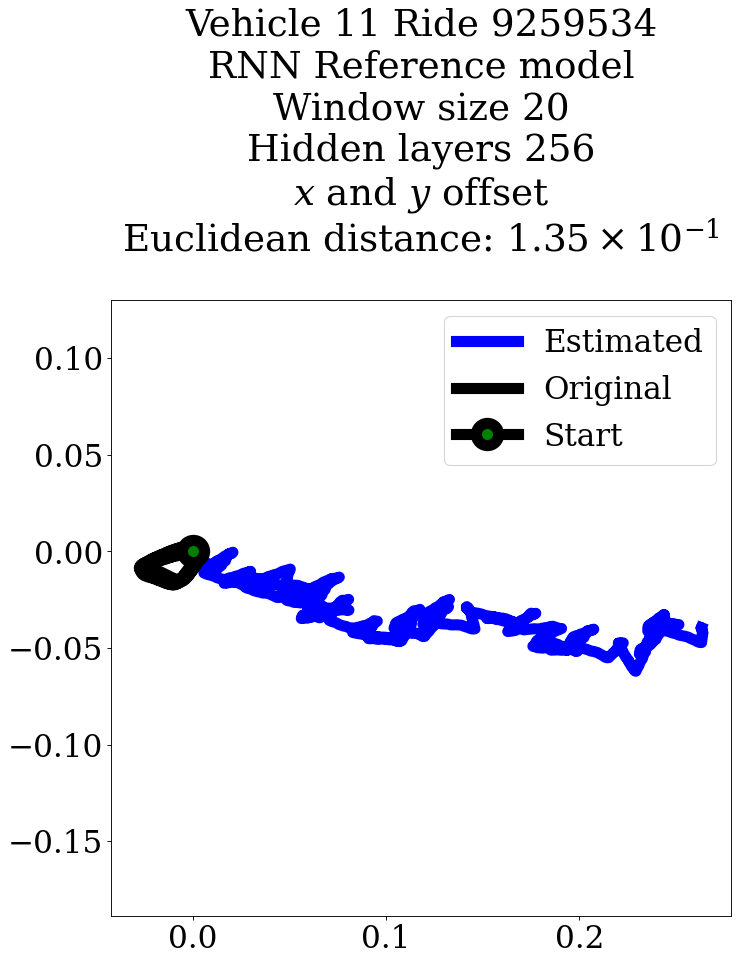 Vehicle 11 Ride 9259534
RNN Reference model
Window size 20
Hidden layers 256
x and y offset
Euclidean distance: 1.35 × 10⁻¹
Estimated
Original
Start
0.10
0.05
0.00
−0.05
−0.10
−0.15
0.0 0.1 0.2